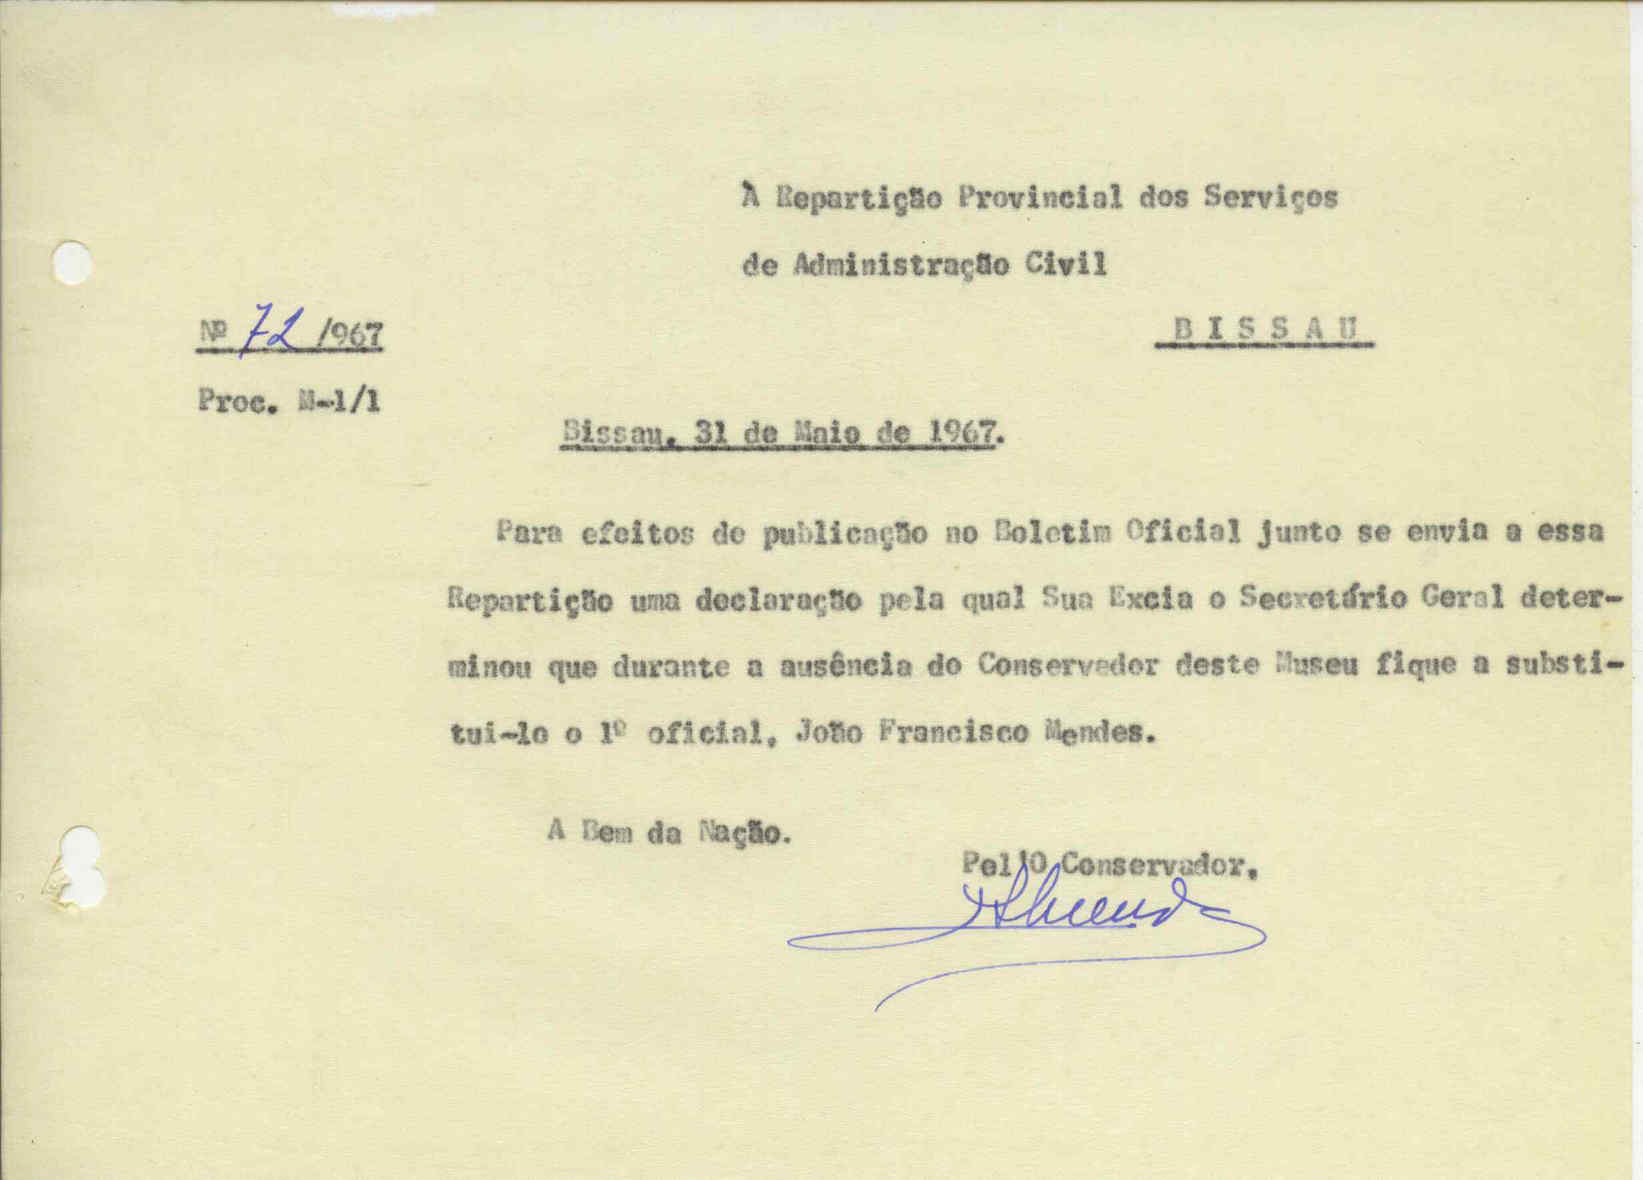 À Repartição Provincial dos Serviços
de Administração Civil
B I S S A U
Nº 72 /967
Proc. M-1/1
Bissau, 31 de Maio de 1967.
Para efeitos de publicação no Boletim Oficial junto se envia a essa
Repartição uma declaração pela qual Sua Excia o Secretário Geral deter-
minou que durante a ausência do Conservador deste Museu fique a substi-
tui-lo o 1º oficial, João Francisco Mendes.
A Bem da Nação.
Pel'O Conservador,